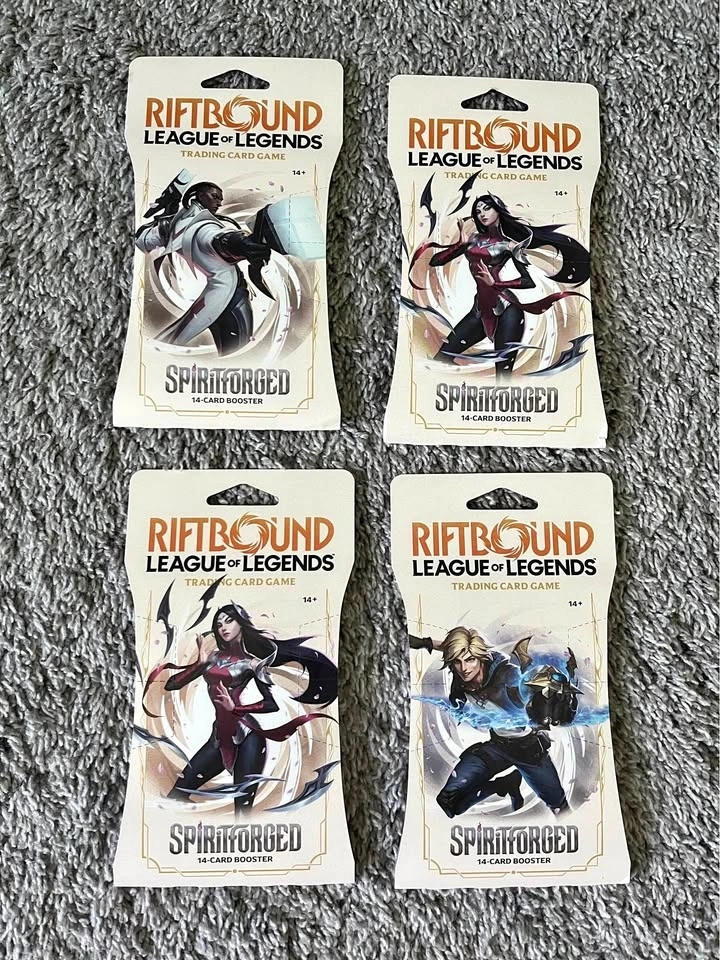 RIFTBOUND
LEAGUE OF LEGENDS
TRADING CARD GAME
14+
SPIRITFORGED
14-CARD BOOSTER
RIFTBOUND
LEAGUE OF LEGENDS
TRADING CARD GAME
14+
SPIRITFORGED
14-CARD BOOSTER
RIFTBOUND
LEAGUE OF LEGENDS
TRADING CARD GAME
14+
SPIRITFORGED
14-CARD BOOSTER
RIFTBOUND
LEAGUE OF LEGENDS
TRADING CARD GAME
14+
SPIRITFORGED
14-CARD BOOSTER